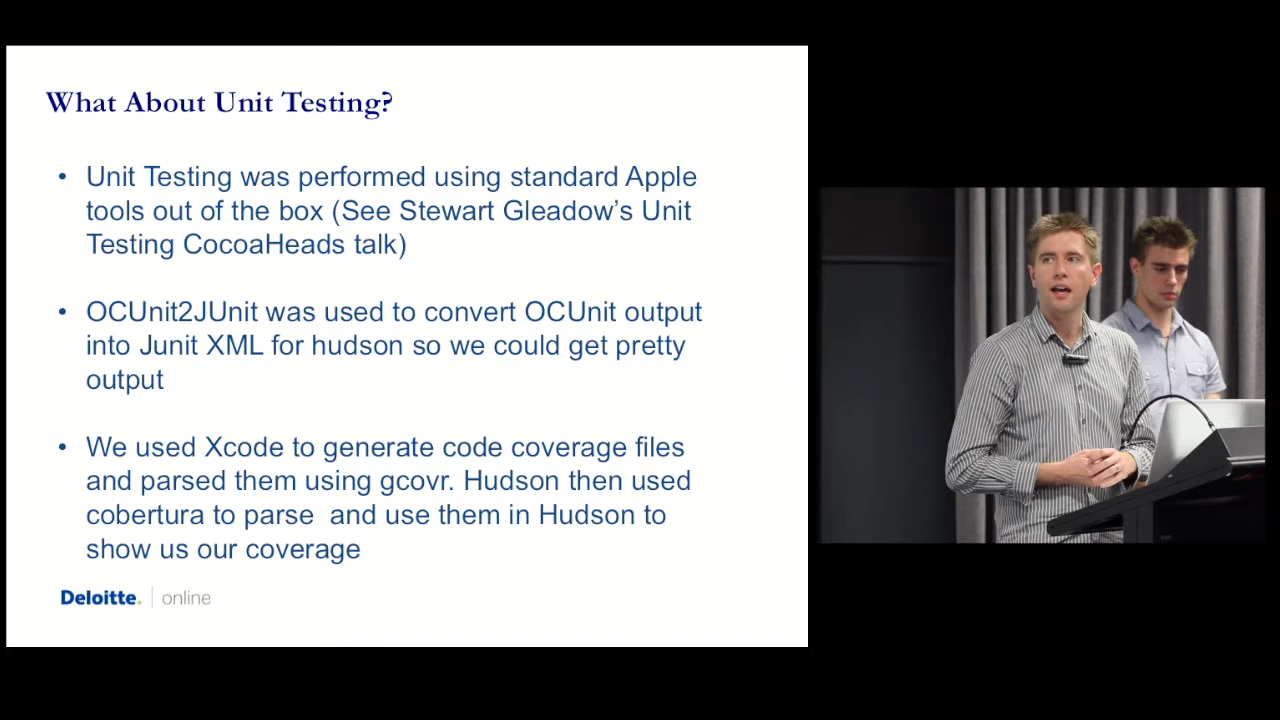 What About Unit Testing?
• Unit Testing was performed using standard Apple
tools out of the box (See Stewart Gleadow’s Unit
Testing CocoaHeads talk)
• OCUnit2JUnit was used to convert OCUnit output
into Junit XML for hudson so we could get pretty
output
• We used Xcode to generate code coverage files
and parsed them using gcovr. Hudson then used
cobertura to parse  and use them in Hudson to
show us our coverage
Deloitte. | online